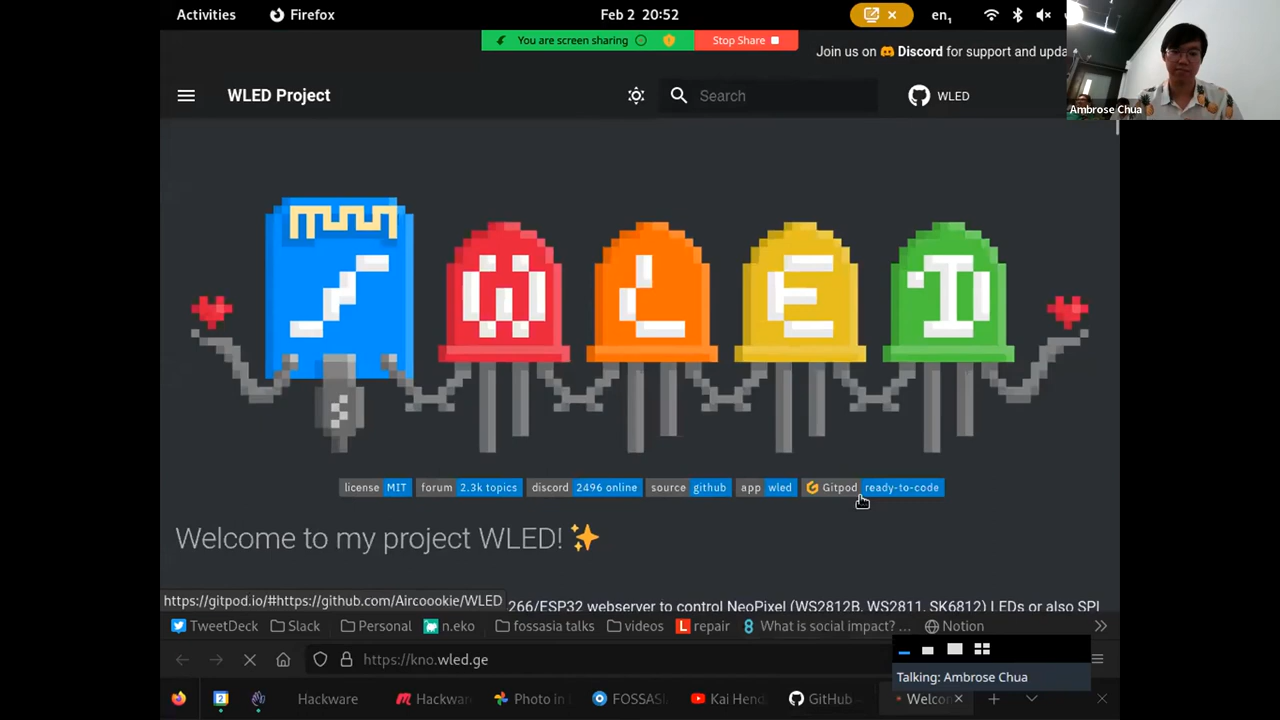 Activities
Firefox
Feb 2 20:52
en₁
You are screen sharing
Stop Share
Join us on Discord for support and upda
Ambrose Chua
WLED Project
Search
WLED
WLED
license MIT
forum 2.3k topics
discord 2496 online
source github
app wled
Gitpod ready-to-code
Welcome to my project WLED! ✨
https://gitpod.io/#https://github.com/Aircoookie/WLED
266/ESP32 webserver to control NeoPixel (WS2812B, WS2811, SK6812) LEDs or also SPI
TweetDeck
Slack
Personal
n.eko
fossasia talks
videos
repair
What is social impact? ...
Notion
https://kno.wled.ge
Talking: Ambrose Chua
Hackware
Hackwar
Photo in
FOSSASI
Kai Hend
GitHub
Welcon